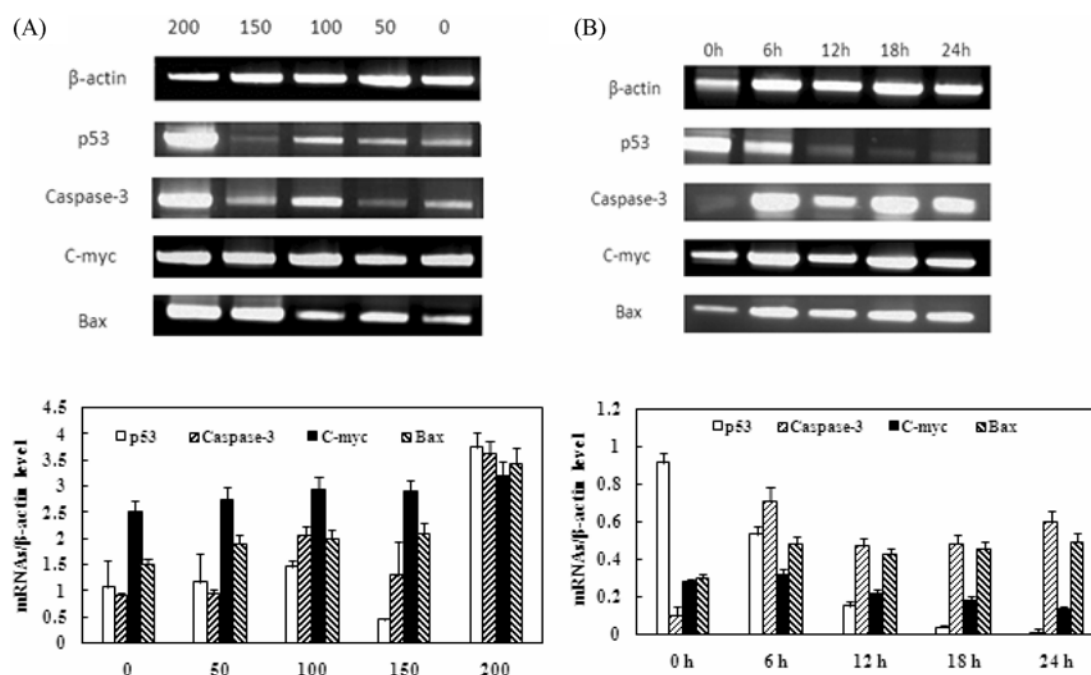 (A)
200 150 100 50 0
β-actin
p53
Caspase-3
C-myc
Bax
(B)
0h 6h 12h 18h 24h
β-actin
p53
Caspase-3
C-myc
Bax
mRNAs/β-actin level
4.5
4
3.5
3
2.5
2
1.5
1
0.5
0
p53 Caspase-3 C-myc Bax
0 50 100 150 200
mRNAs/β-actin level
1.2
1
0.8
0.6
0.4
0.2
0
p53 Caspase-3 C-myc Bax
0 h 6 h 12 h 18 h 24 h